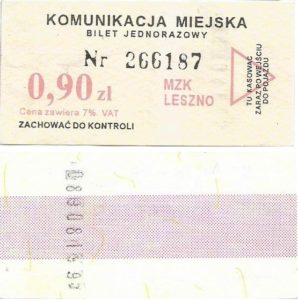 KOMUNIKACJA MIEJSKA
BILET JEDNORAZOWY
Nr 266187
0,90 zł
MZK
LESZNO
Cena zawiera 7% VAT
ZACHOWAĆ DO KONTROLI
TU KASOWAĆ
ZARAZ PO WEJŚCIU
DO POJAZDU